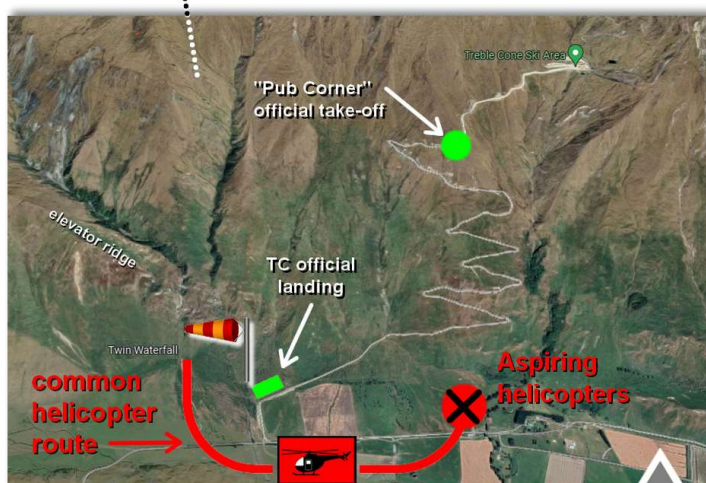 Treble Cone Ski Area
"Pub Corner"
official take-off
elevator ridge
TC official
landing
Twin Waterfall
common
helicopter
route
Aspiring
helicopters